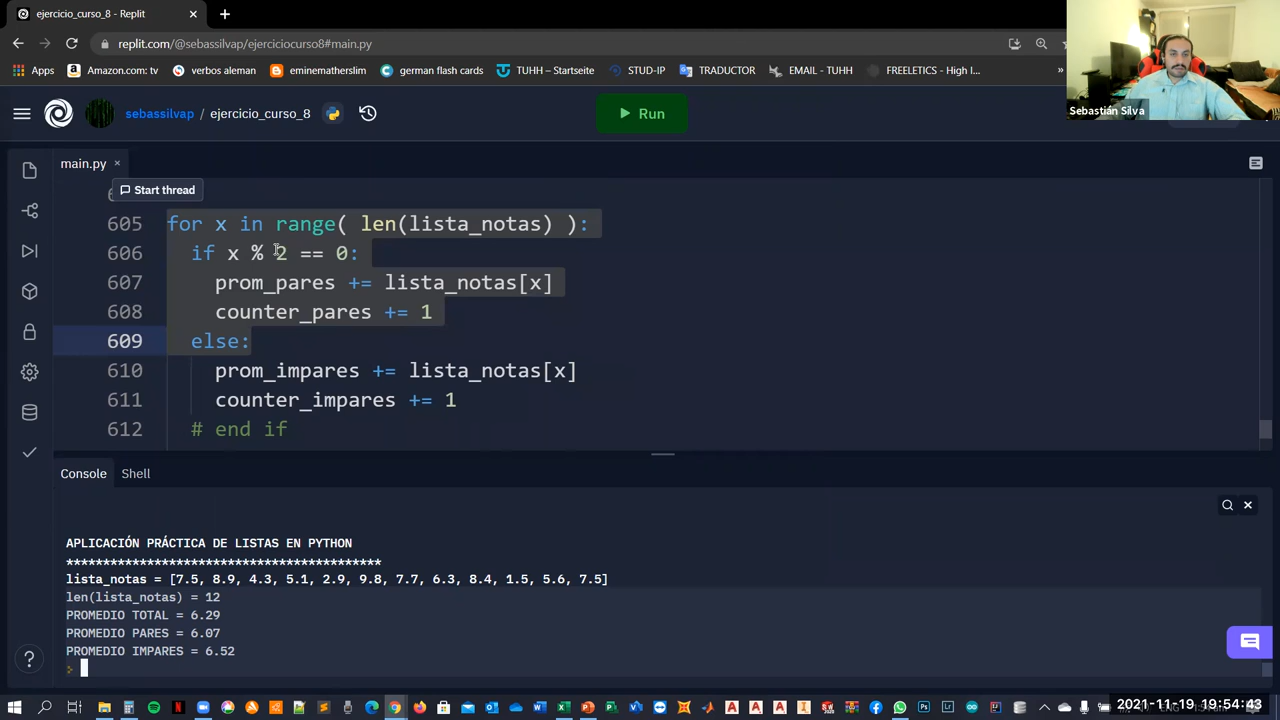 ejercicio_curso_8 - Replit
replit.com/@sebassilvap/ejerciciocurso8#main.py
Apps
Amazon.com: tv
verbos aleman
eminematherslim
german flash
TUHH – Startseite
STUD-IP
TRADUCTOR
EMAIL - TUHH
FREELETICS - High I...
»
Sebastián Silva
sebassilvap / ejercicio_curso_8
Run
main.py
Start thread
605 for x in range( len(lista_notas) ):
606 if x % 2 == 0:
607 prom_pares += lista_notas[x]
608 counter_pares += 1
609 else:
610 prom_impares += lista_notas[x]
611 counter_impares += 1
612 # end if
Console
Shell
APLICACIÓN PRÁCTICA DE LISTAS EN PYTHON
*******************************************
lista_notas = [7.5, 8.9, 4.3, 5.1, 2.9, 9.8, 7.7, 6.3, 8.4, 1.5, 5.6, 7.5]
len(lista_notas) = 12
PROMEDIO TOTAL = 6.29
PROMEDIO PARES = 6.07
PROMEDIO IMPARES = 6.52
2021-11-19 19:54:43